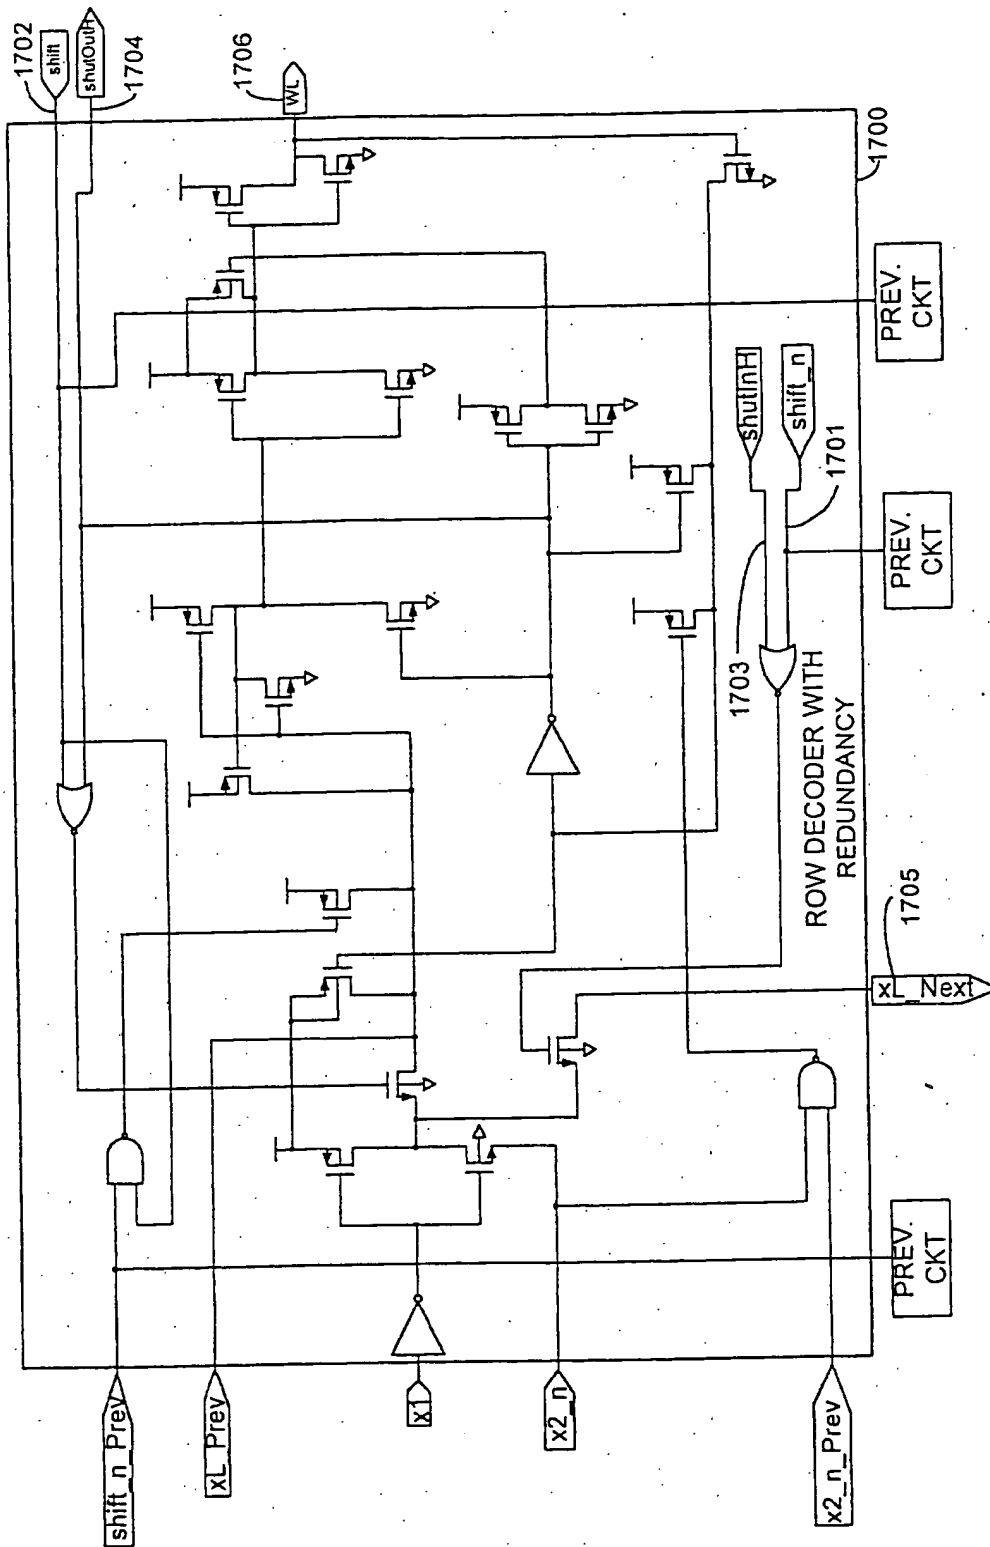 1702
shift
shutOutH
1704
1706
WL
1700
PREV.
CKT
shutInH
shift_n
1701
PREV.
CKT
1703
ROW DECODER WITH
REDUNDANCY
1705
xL_Next
PREV.
CKT
shift_n_Prev
xL_Prev
x1
x2_n
x2_n_Prev